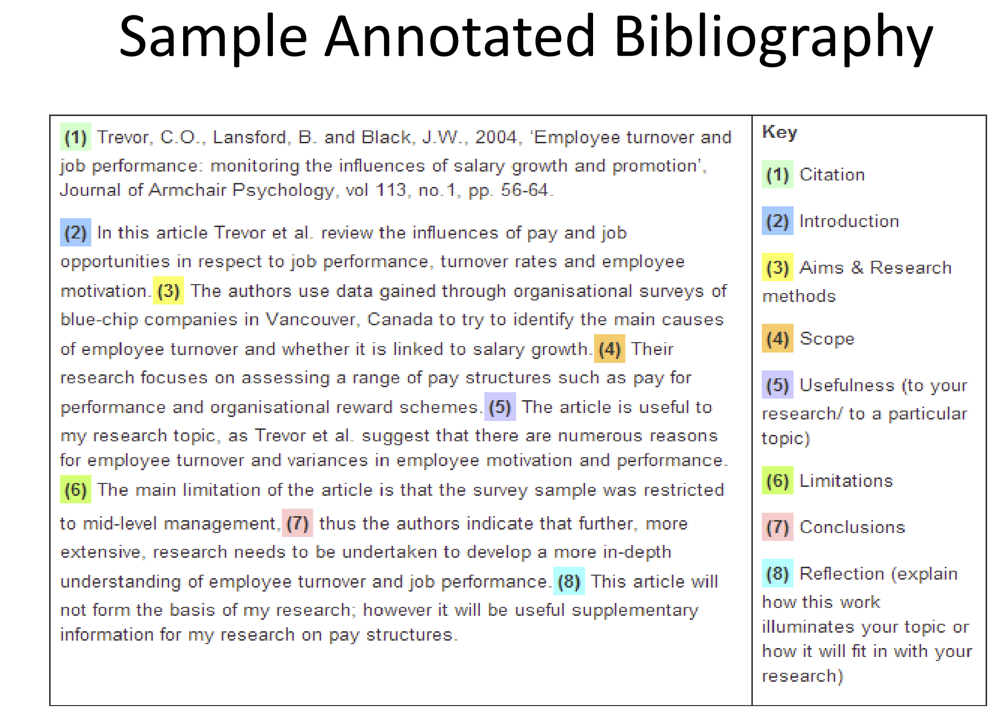 Sample Annotated Bibliography
(1) Trevor, C.O., Lansford, B. and Black, J.W., 2004, ‘Employee turnover and
job performance: monitoring the influences of salary growth and promotion’,
Journal of Armchair Psychology, vol 113, no.1, pp. 56-64.
(2) In this article Trevor et al. review the influences of pay and job
opportunities in respect to job performance, turnover rates and employee
motivation. (3) The authors use data gained through organisational surveys of
blue-chip companies in Vancouver, Canada to try to identify the main causes
of employee turnover and whether it is linked to salary growth. (4) Their
research focuses on assessing a range of pay structures such as pay for
performance and organisational reward schemes. (5) The article is useful to
my research topic, as Trevor et al. suggest that there are numerous reasons
for employee turnover and variances in employee motivation and performance.
(6) The main limitation of the article is that the survey sample was restricted
to mid-level management, (7) thus the authors indicate that further, more
extensive, research needs to be undertaken to develop a more in-depth
understanding of employee turnover and job performance. (8) This article will
not form the basis of my research; however it will be useful supplementary
information for my research on pay structures.
Key
(1) Citation
(2) Introduction
(3) Aims & Research
methods
(4) Scope
(5) Usefulness (to your
research/ to a particular
topic)
(6) Limitations
(7) Conclusions
(8) Reflection (explain
how this work
illuminates your topic or
how it will fit in with your
research)